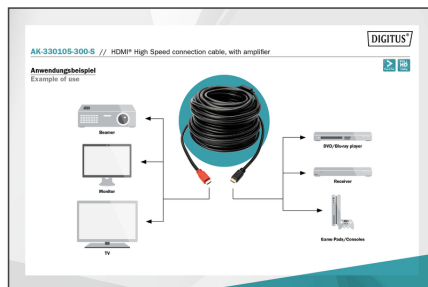 DIGITUS®
AK-330105-300-S // HDMI® High Speed connection cable, with amplifier
Anwendungsbeispiel
Example of use
Beamer
Monitor
TV
DVD/Blu-ray player
Receiver
Game Pads/Consoles